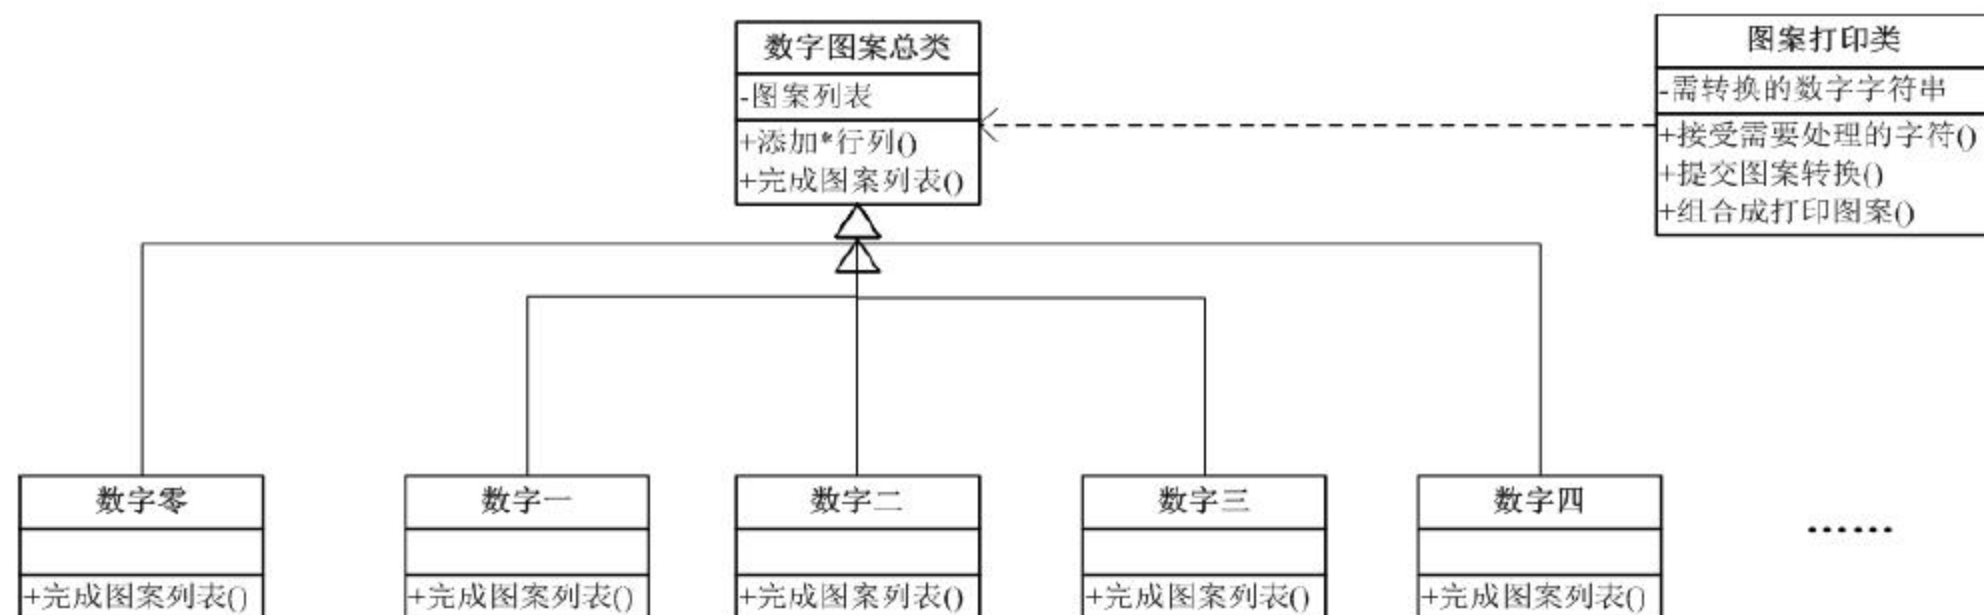 数字图案总类
-图案列表
+添加*行列()
+完成图案列表()
图案打印类
-需转换的数字字符串
+接受需要处理的字符()
+提交图案转换()
+组合成打印图案()
数字零
+完成图案列表()
数字一
+完成图案列表()
数字二
+完成图案列表()
数字三
+完成图案列表()
数字四
+完成图案列表()
……